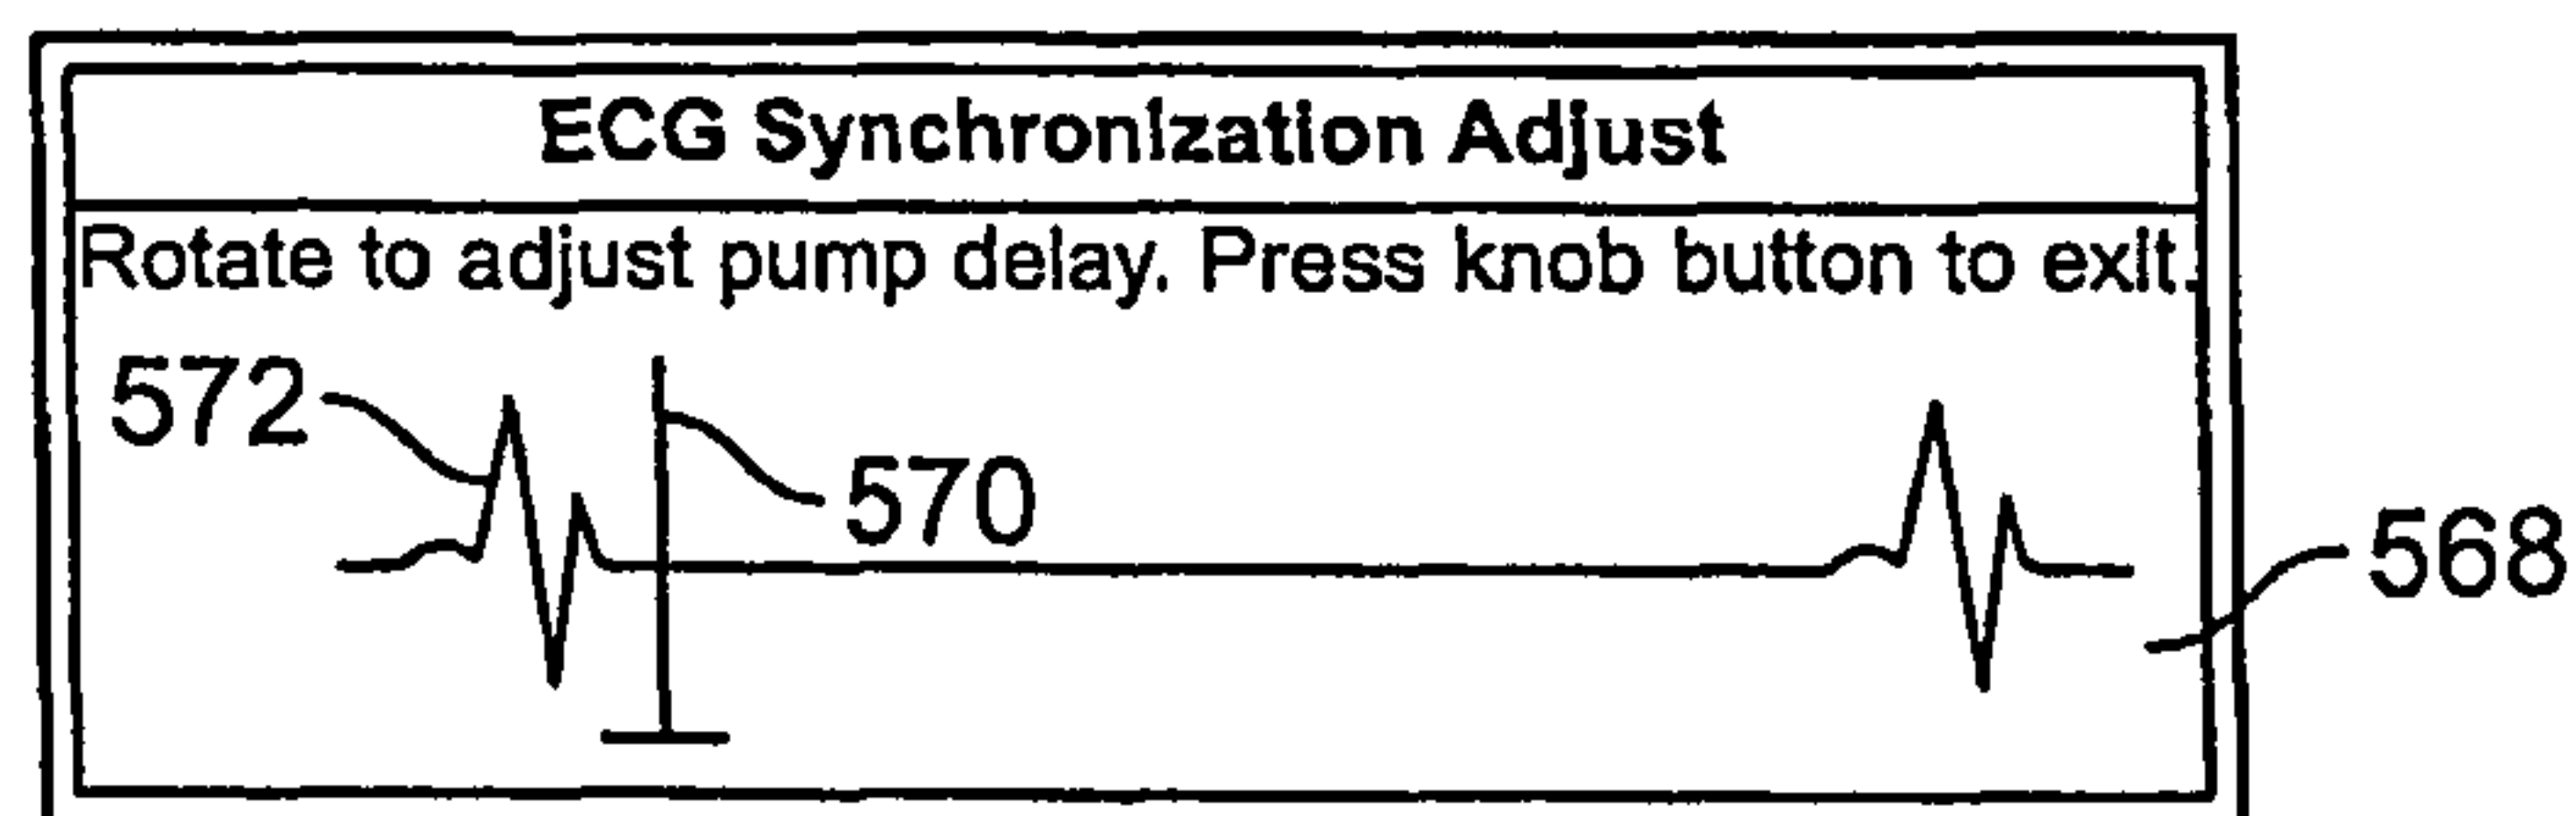 ECG Synchronization Adjust
Rotate to adjust pump delay. Press knob button to exit.
572
570
568